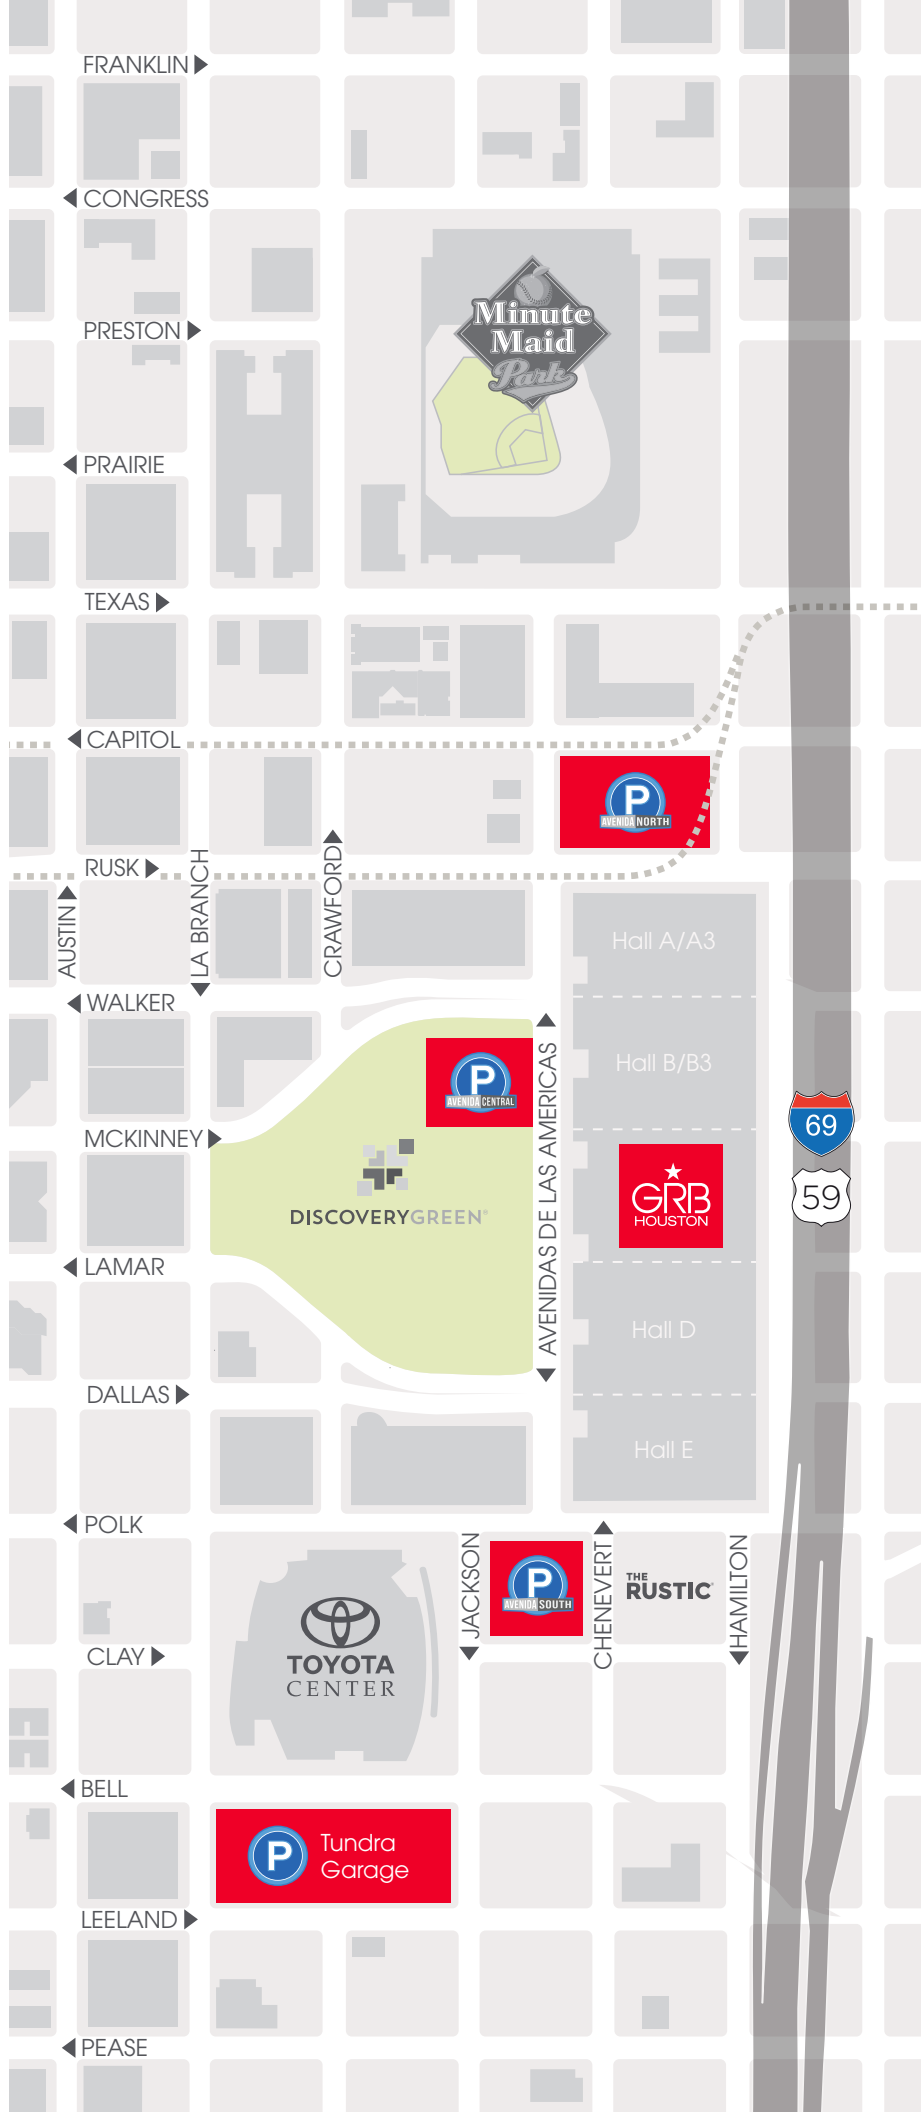 FRANKLIN
CONGRESS
Minute
Maid
Park
PRESTON
PRAIRIE
TEXAS
CAPITOL
P
AVENIDA NORTH
RUSK
AUSTIN
LA BRANCH
CRAWFORD
Hall A/A3
WALKER
Hall B/B3
P
AVENIDA CENTRAL
AVENIDAS DE LAS AMERICAS
69
MCKINNEY
GRB
HOUSTON
59
DISCOVERYGREEN®
LAMAR
Hall D
DALLAS
Hall E
POLK
JACKSON
P
AVENIDA SOUTH
CHENEVERT
THE
RUSTIC
HAMILTON
TOYOTA
CENTER
CLAY
BELL
P
Tundra
Garage
LEELAND
PEASE